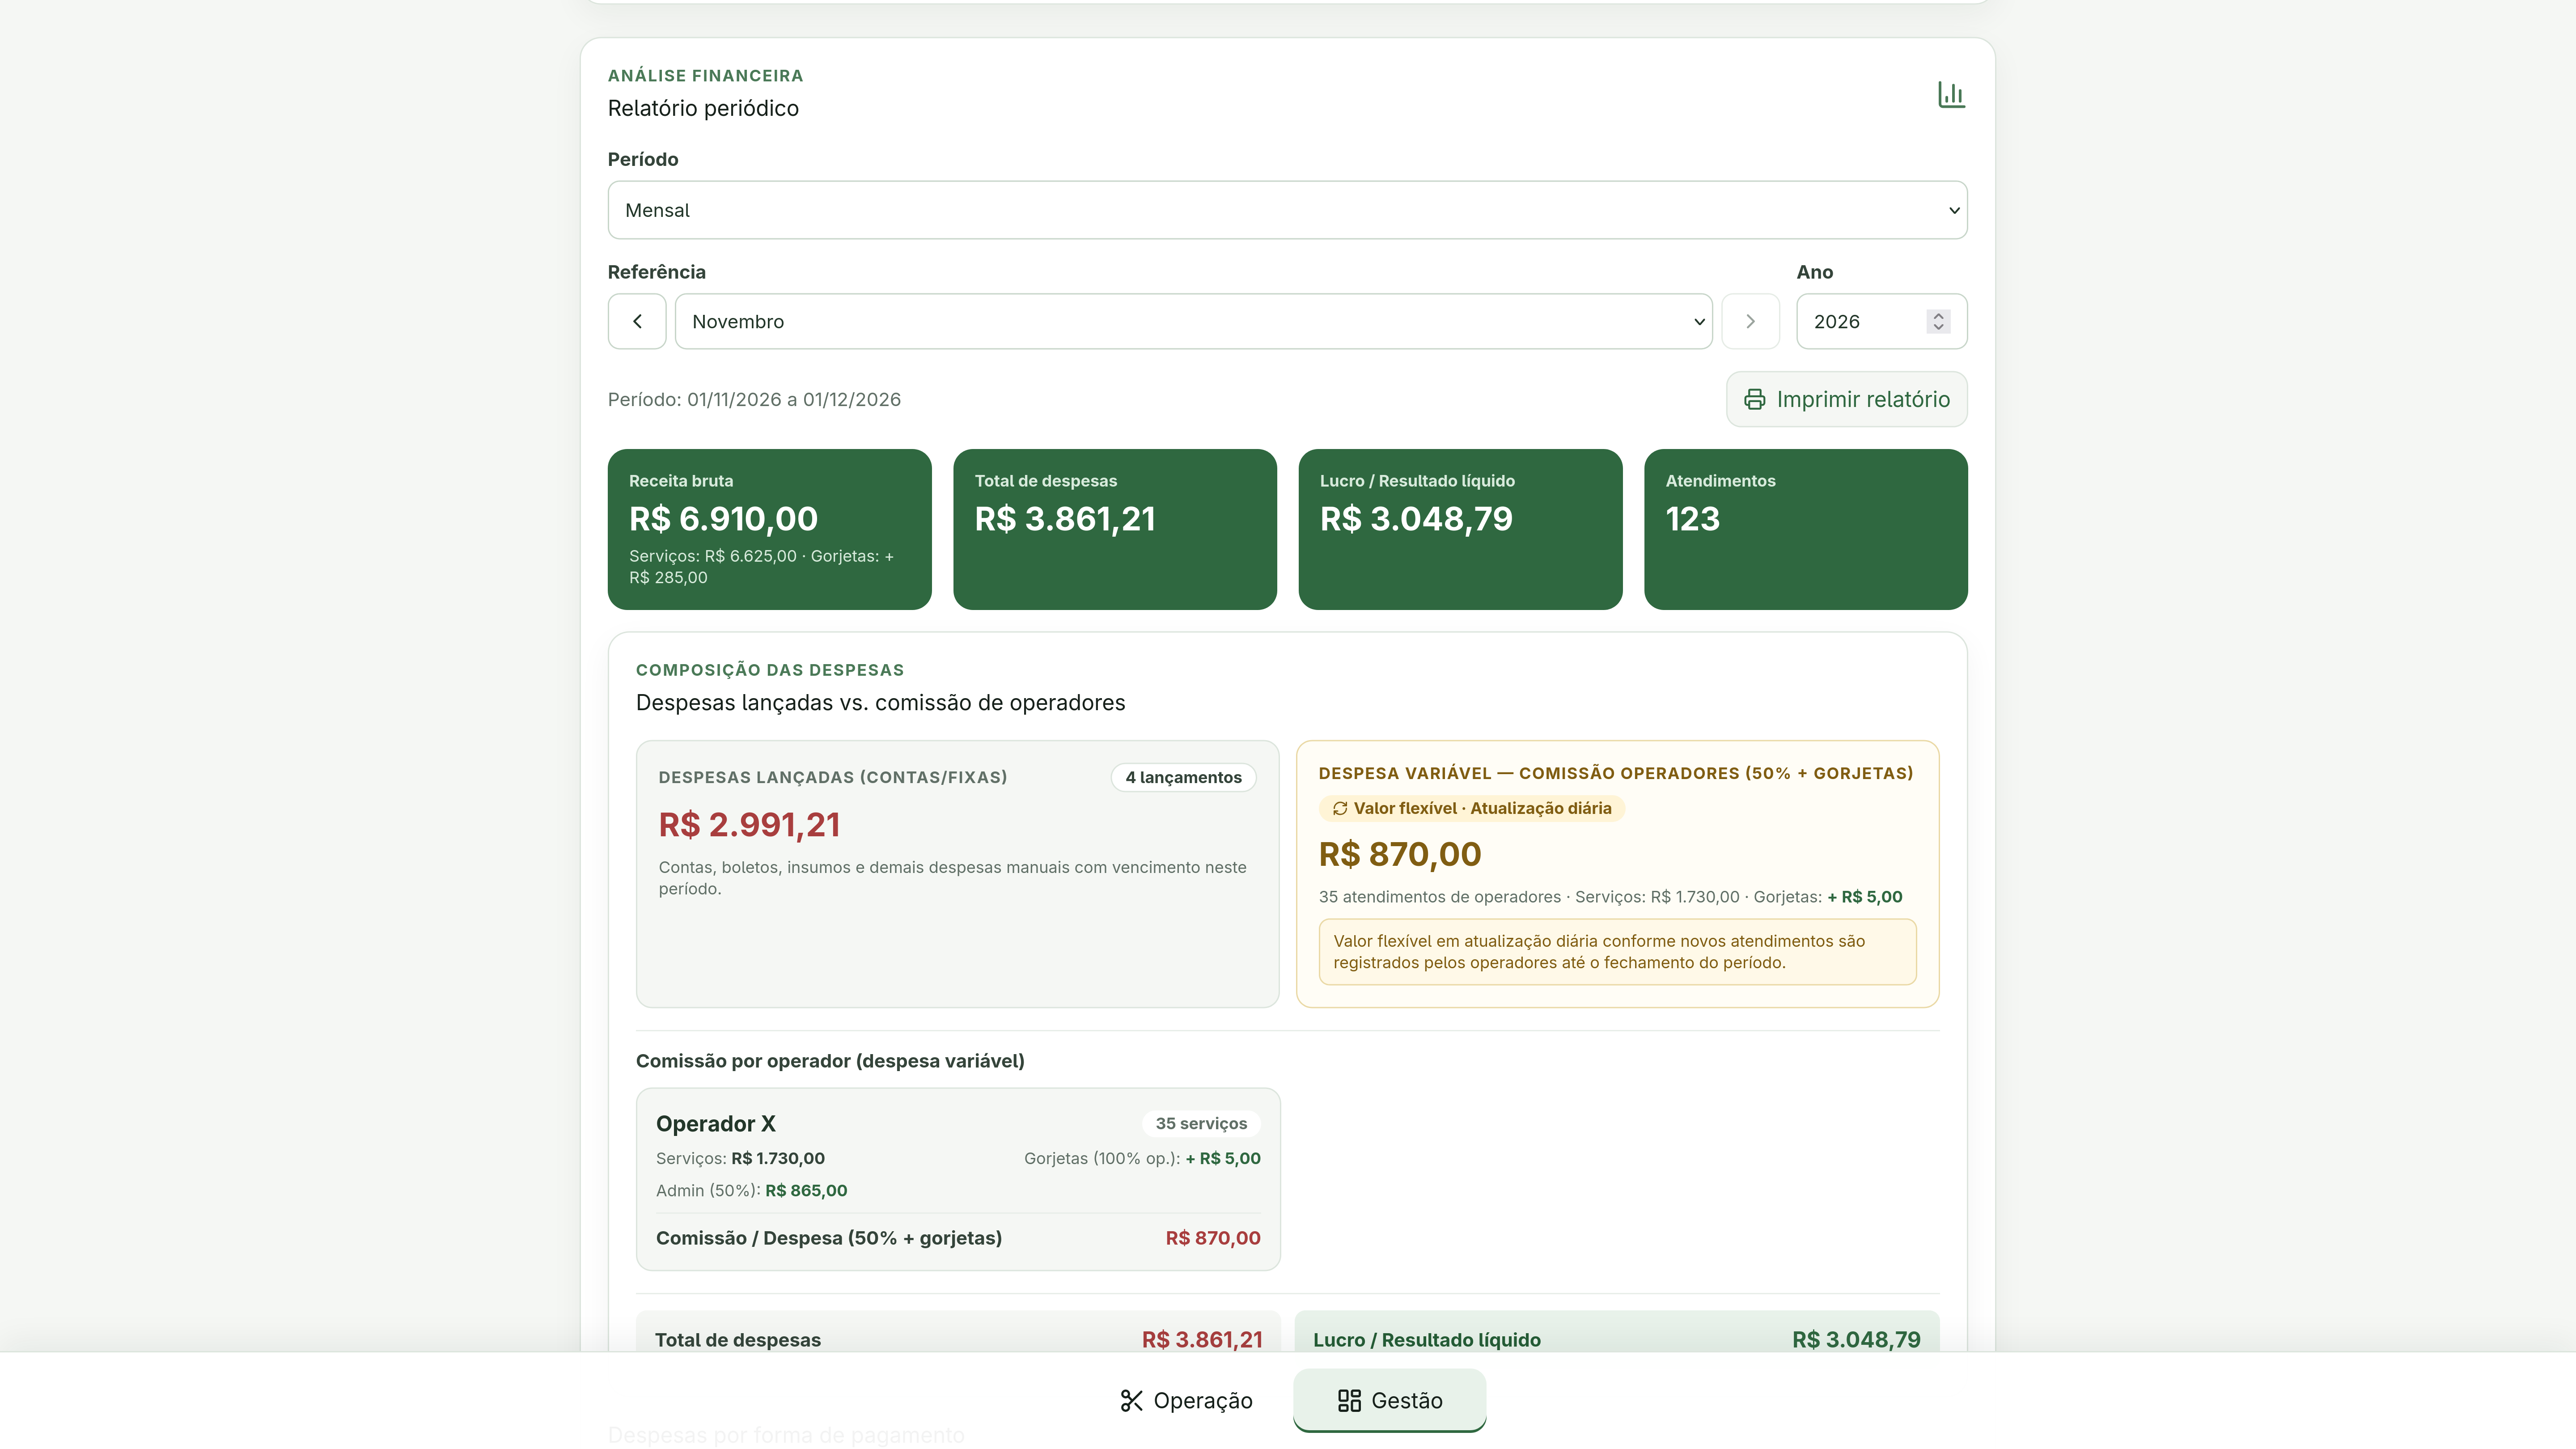 ANÁLISE FINANCEIRA
Relatório periódico
Período
Mensal
Referência
Ano
Novembro
2026
Período: 01/11/2026 a 01/12/2026
Imprimir relatório
Receita bruta
R$ 6.910,00
Serviços: R$ 6.625,00 · Gorjetas: +
R$ 285,00
Total de despesas
R$ 3.861,21
Lucro / Resultado líquido
R$ 3.048,79
Atendimentos
123
COMPOSIÇÃO DAS DESPESAS
Despesas lançadas vs. comissão de operadores
DESPESAS LANÇADAS (CONTAS/FIXAS)
4 lançamentos
R$ 2.991,21
Contas, boletos, insumos e demais despesas manuais com vencimento neste
período.
DESPESA VARIÁVEL — COMISSÃO OPERADORES (50% + GORJETAS)
Valor flexível · Atualização diária
R$ 870,00
35 atendimentos de operadores · Serviços: R$ 1.730,00 · Gorjetas: + R$ 5,00
Valor flexível em atualização diária conforme novos atendimentos são
registrados pelos operadores até o fechamento do período.
Comissão por operador (despesa variável)
Operador X
35 serviços
Serviços: R$ 1.730,00
Gorjetas (100% op.): + R$ 5,00
Admin (50%): R$ 865,00
Comissão / Despesa (50% + gorjetas)
R$ 870,00
Total de despesas
R$ 3.861,21
Lucro / Resultado líquido
R$ 3.048,79
Operação
Gestão
Despesas por forma de pagamento